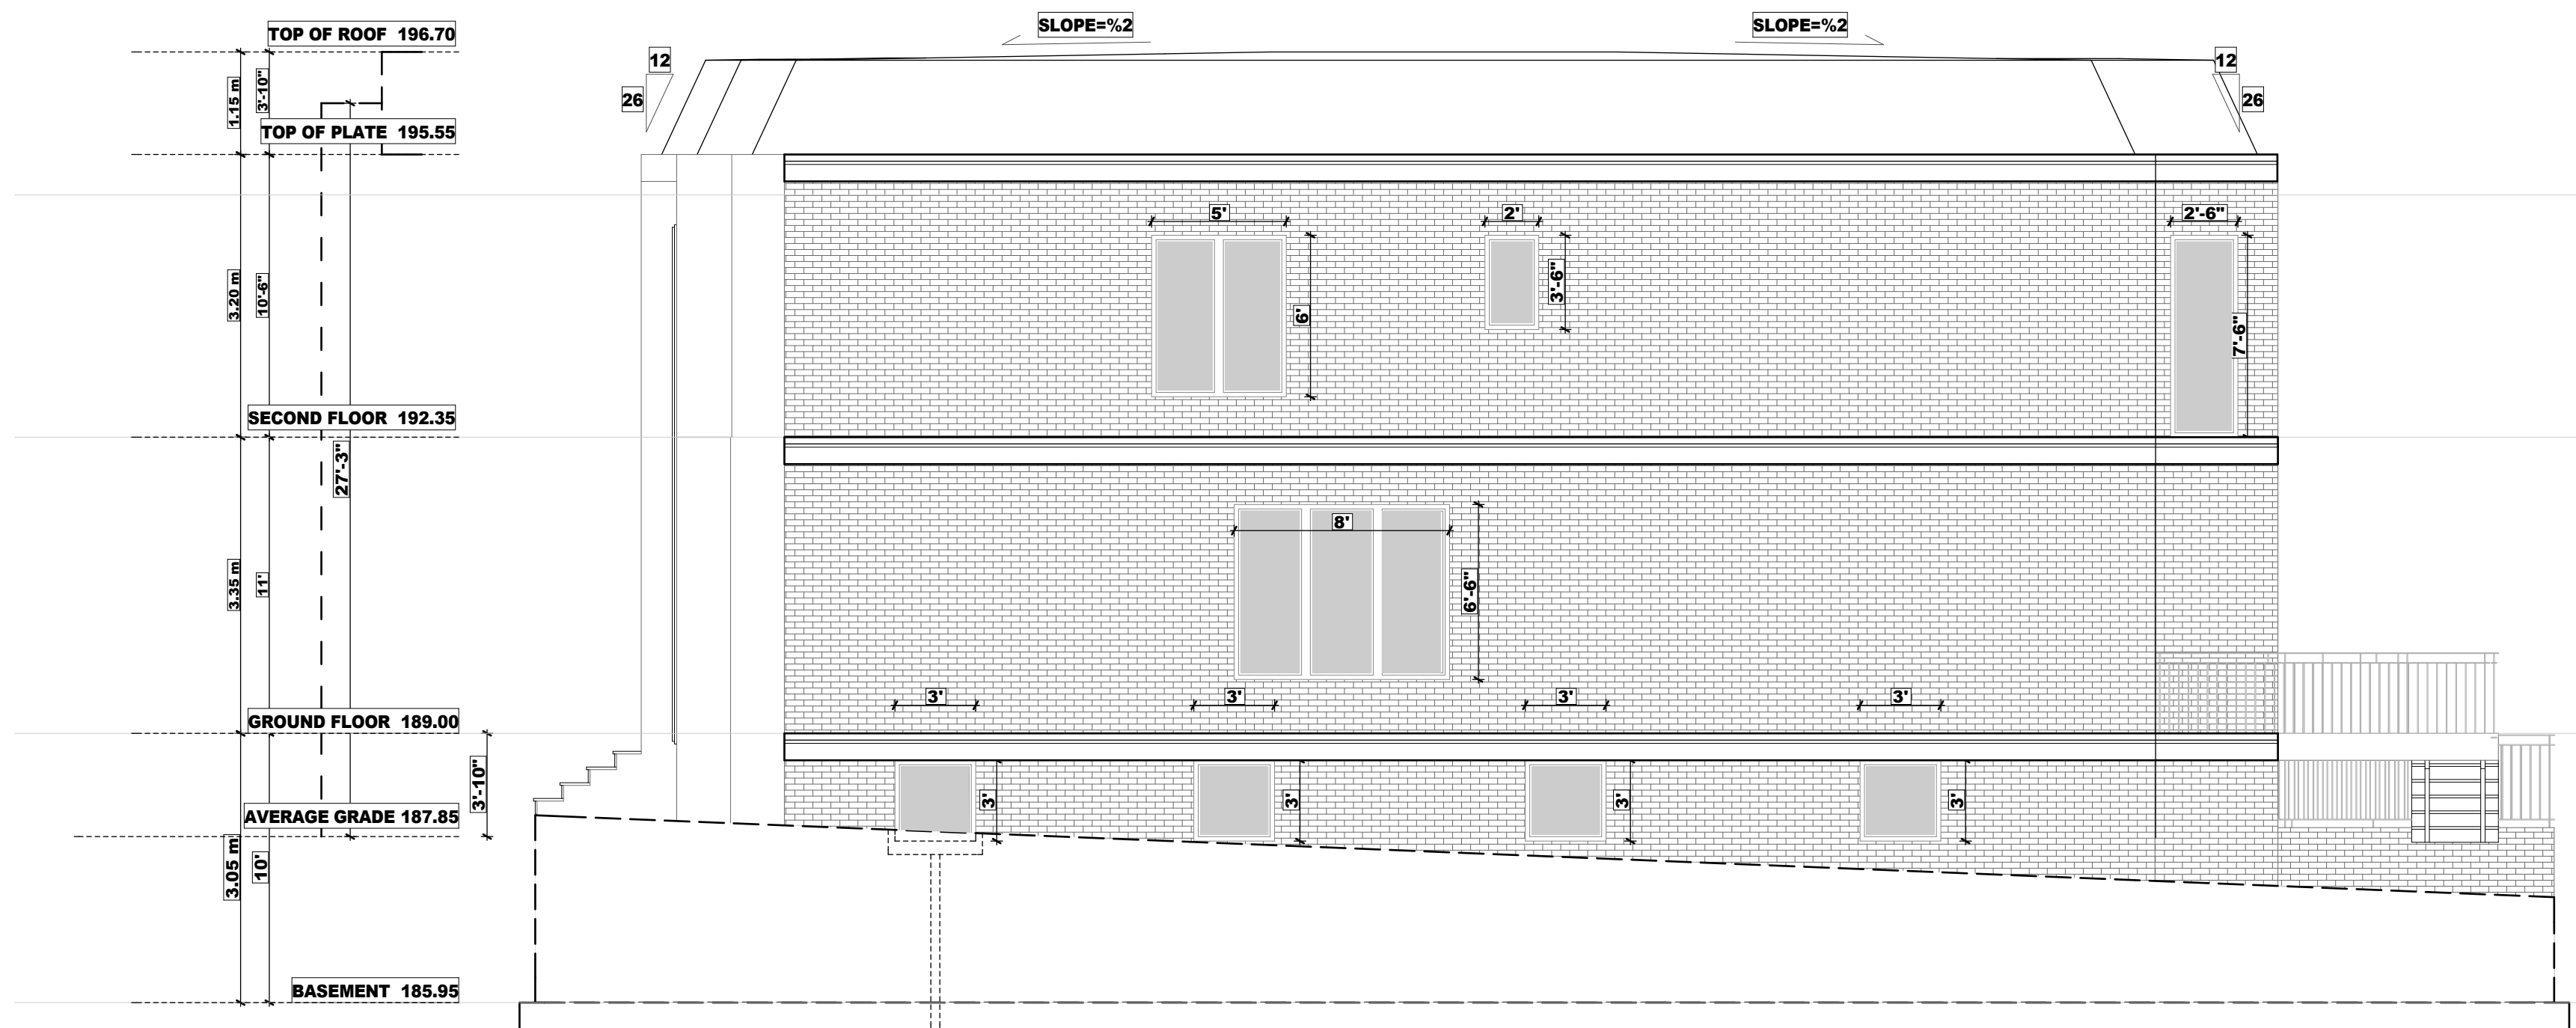 SLOPE=%2
SLOPE=%2
TOP OF ROOF 196.70
12
12
26
26
1.15 m
3'-10"
TOP OF PLATE 195.55
5'
2'
2'-6"
3.20 m
10'-6"
6'
3'-6"
7'-6"
SECOND FLOOR 192.35
27'-3"
8'
3.35 m
11'
6'-6"
3'
3'
3'
3'
GROUND FLOOR 189.00
3'-10"
3'
3'
3'
3'
AVERAGE GRADE 187.85
3.05 m
10'
BASEMENT 185.95